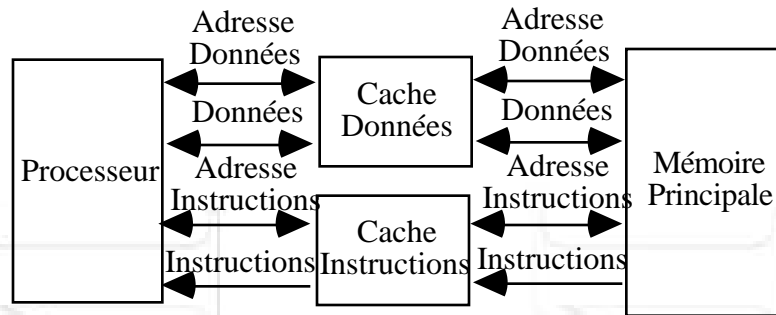 Adresse
Données
Adresse
Données
Données
Données
Cache
Données
Processeur
Adresse
Instructions
Adresse
Instructions
Mémoire
Principale
Cache
Instructions
Instructions
Instructions